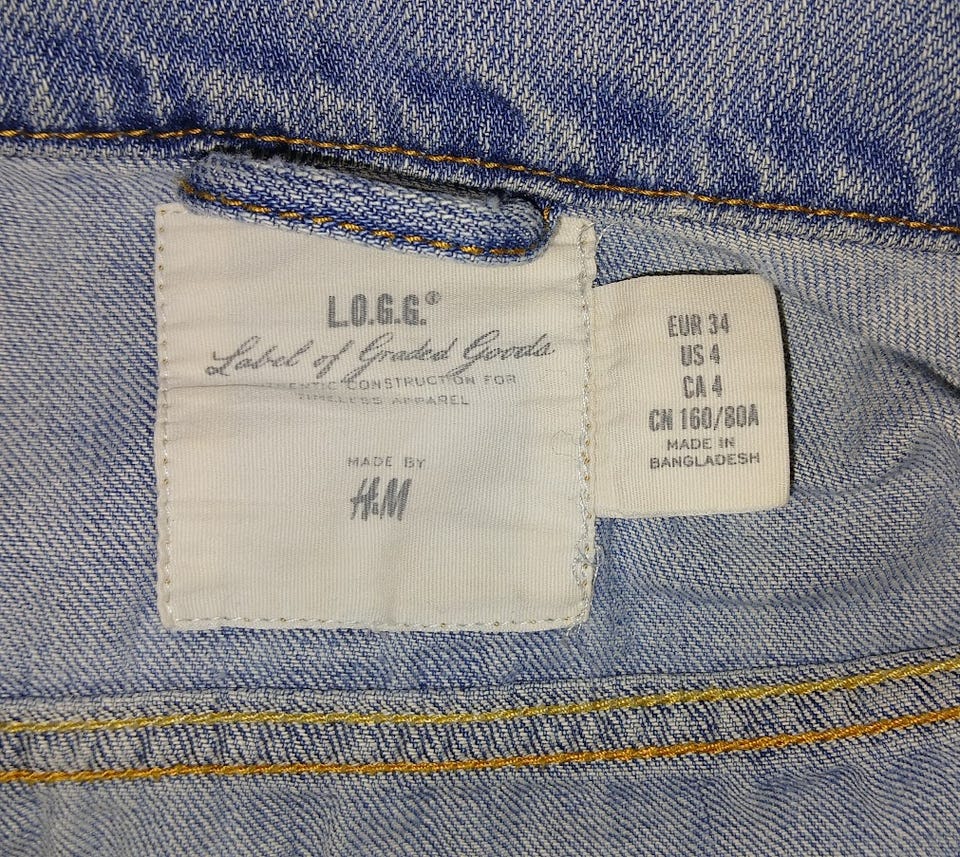 L.O.G.G.®
Label of Graded Goods
CONSTRUCTION FOR
TIMELESS APPAREL
MADE BY
H&M
EUR 34
US 4
CA 4
CN 160/80A
MADE IN
BANGLADESH